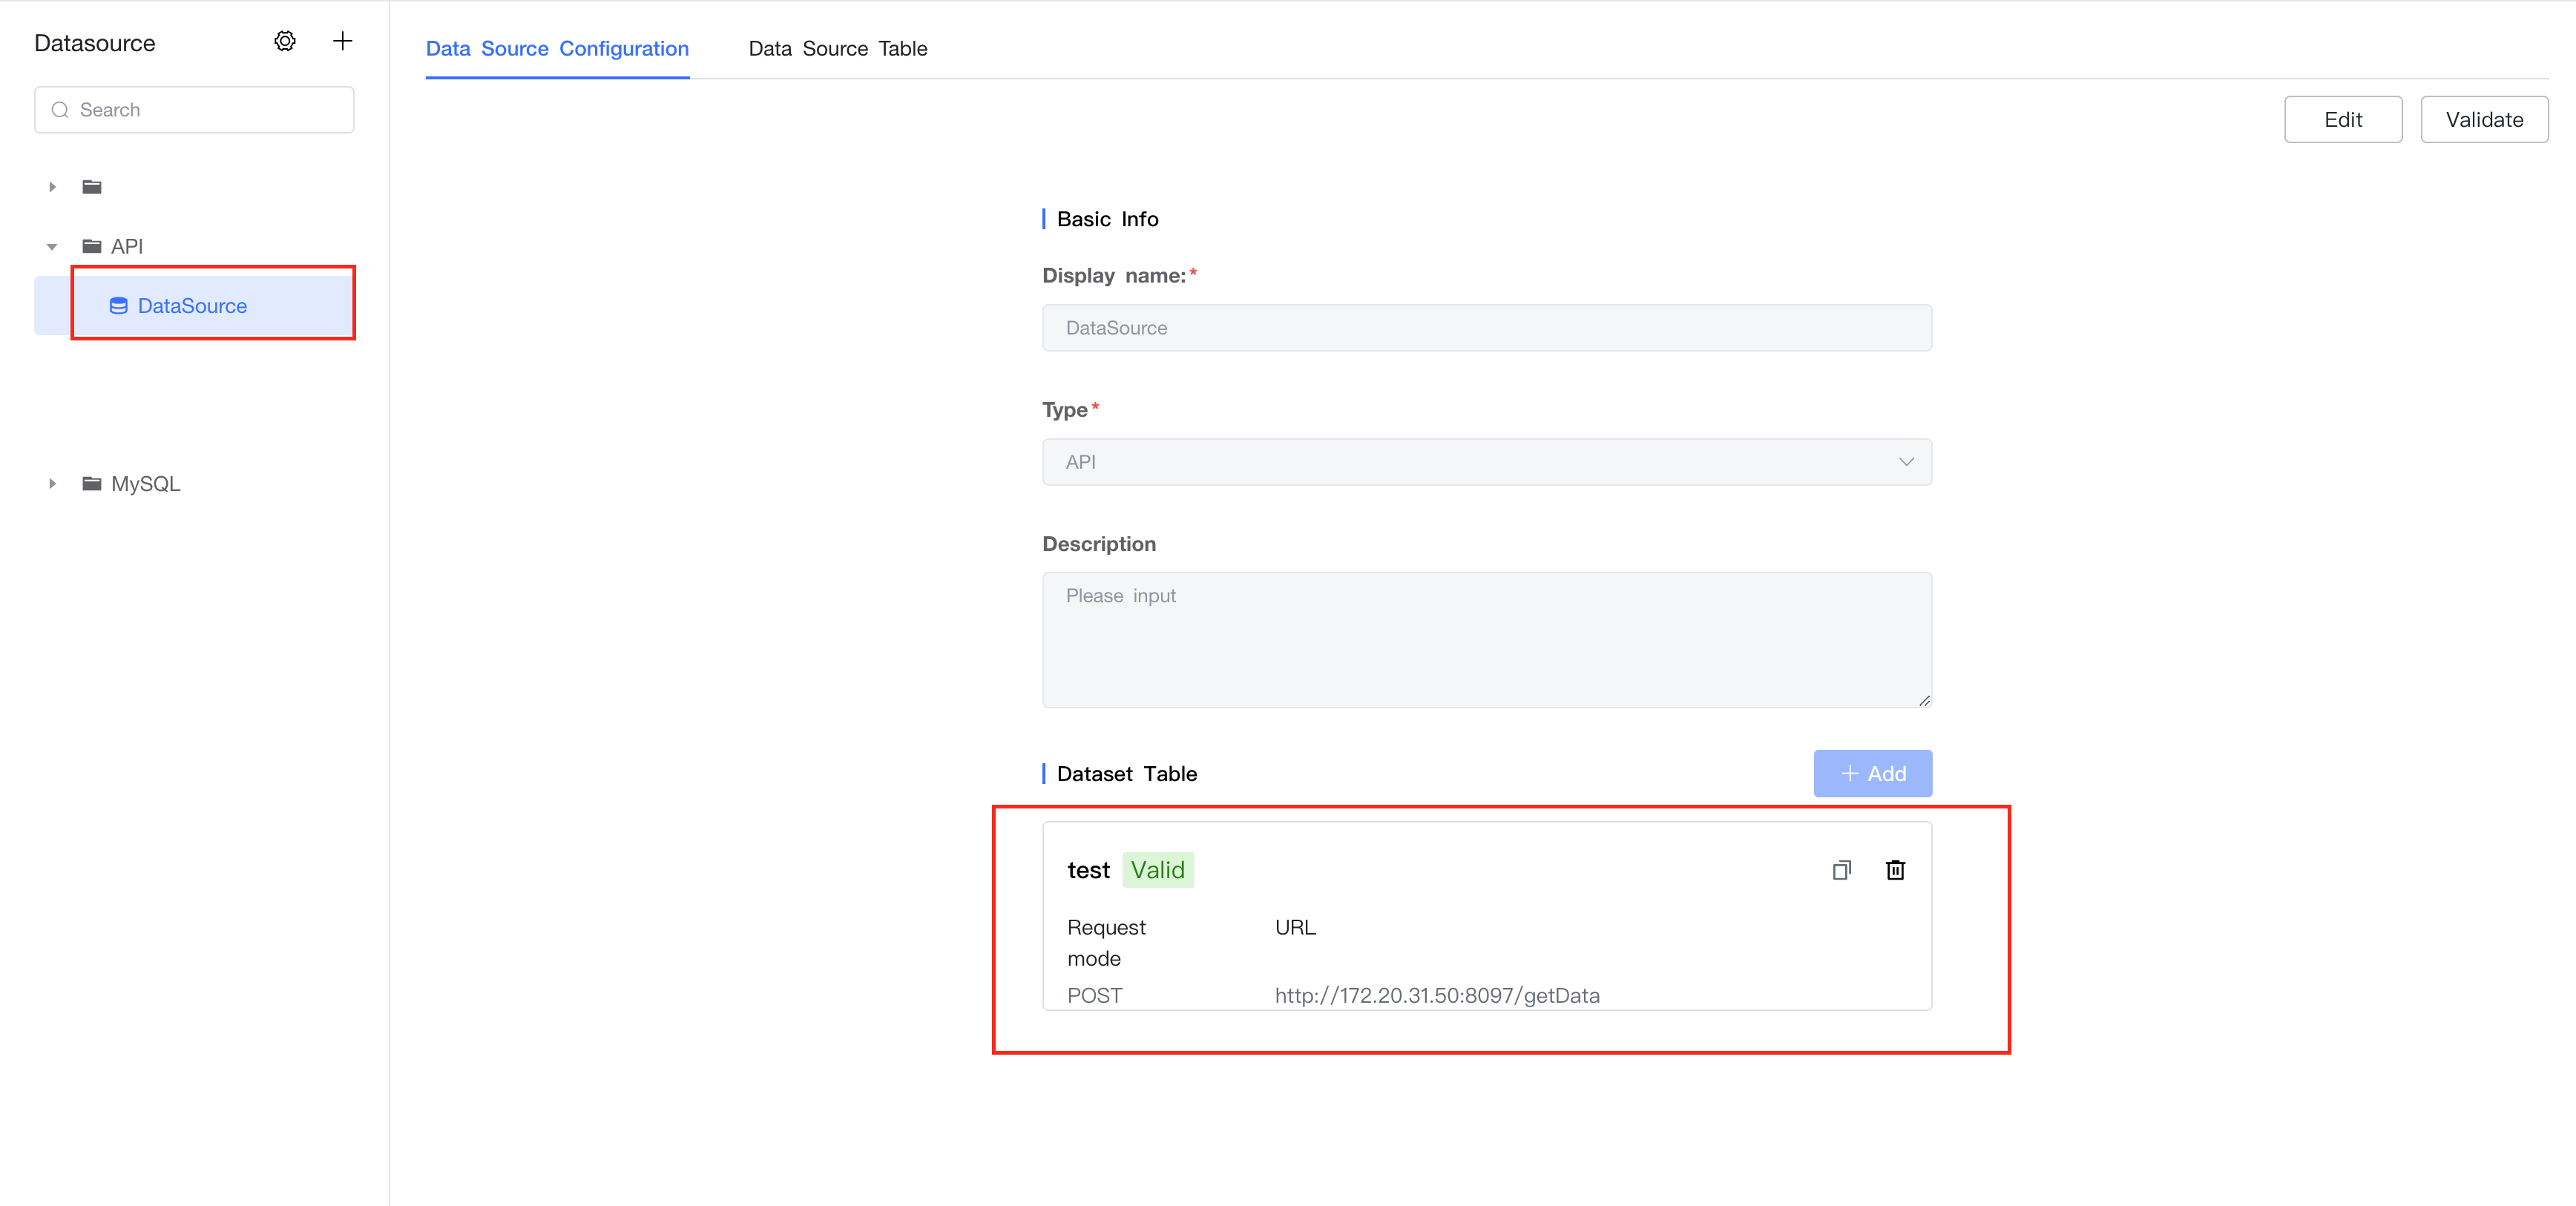 Datasource
Search
API
DataSource
MySQL
Data Source Configuration
Data Source Table
Edit
Validate
Basic Info
Display name:*
DataSource
Type*
API
Description
Please input
Dataset Table
+ Add
test Valid
Request mode
URL
POST
http://172.20.31.50:8097/getData